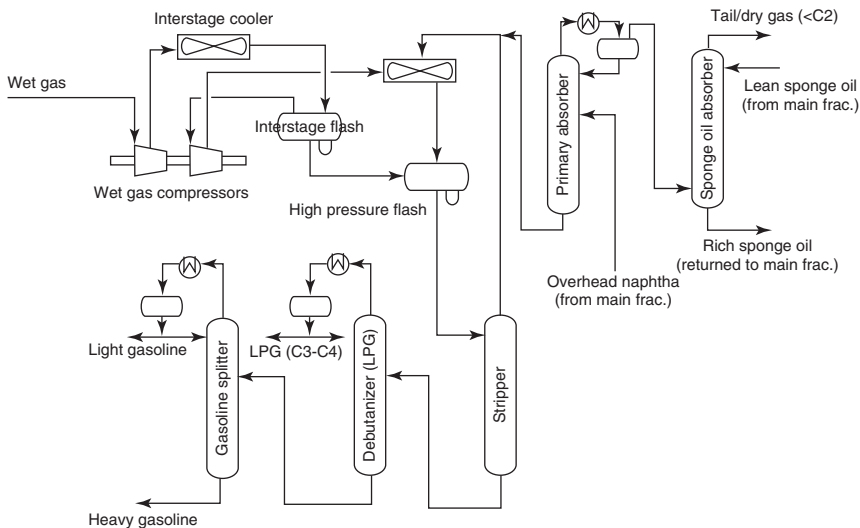 Interstage cooler
Tail/dry gas (<C2)
Wet gas
Lean sponge oil
(from main frac.)
Interstage flash
Primary absorber
Sponge oil absorber
Wet gas compressors
High pressure flash
Rich sponge oil
(returned to main frac.)
Overhead naphtha
(from main frac.)
Light gasoline
LPG (C3-C4)
Gasoline splitter
Debutanizer (LPG)
Stripper
Heavy gasoline